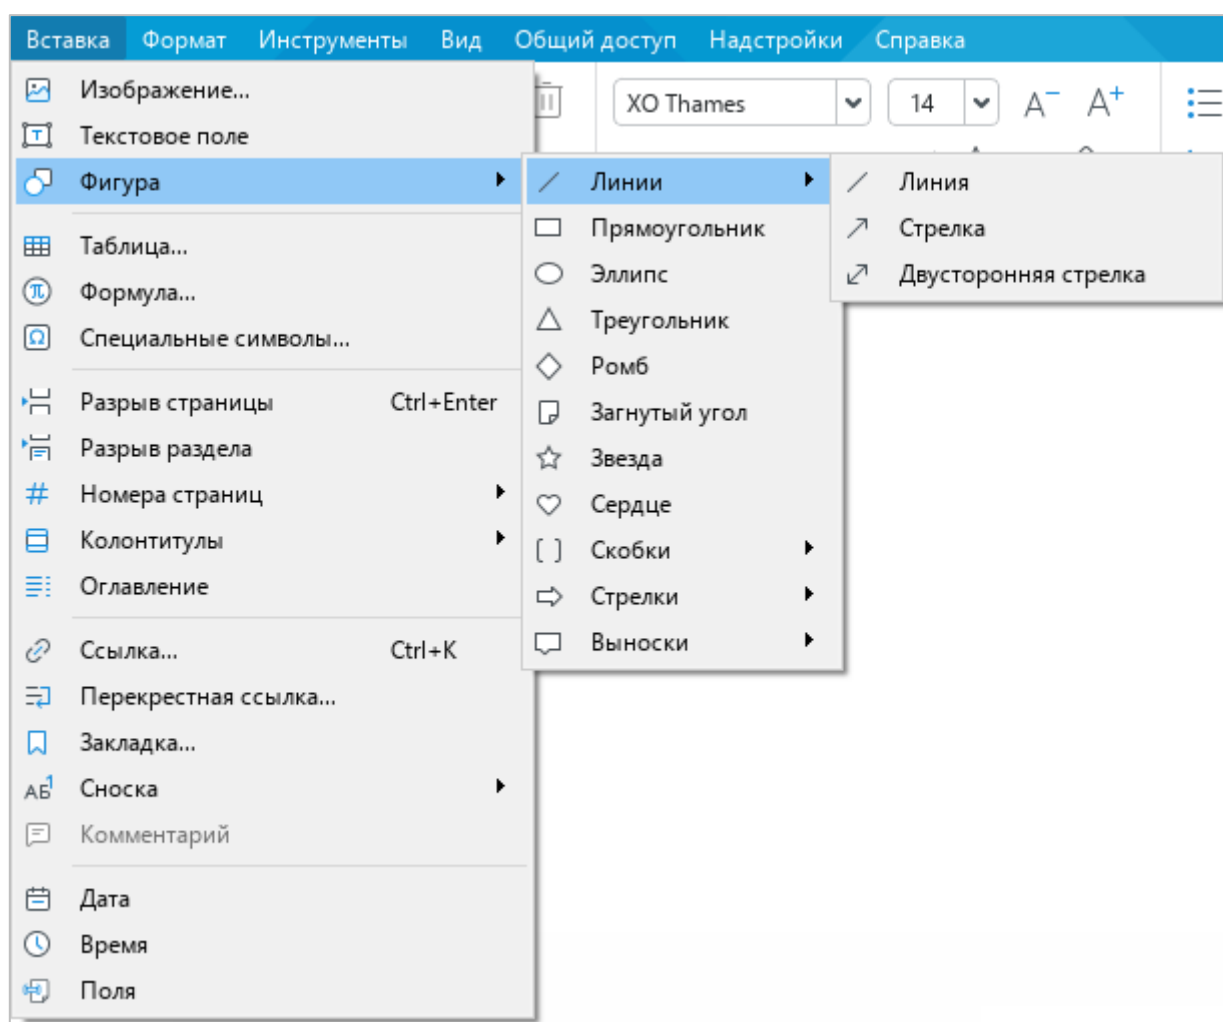 Вставка Формат Инструменты Вид Общий доступ Надстройки Справка
Изображение...
Текстовое поле
Фигура
Таблица...
Формула...
Специальные символы...
Разрыв страницы Ctrl+Enter
Разрыв раздела
Номера страниц
Колонтитулы
Оглавление
Ссылка... Ctrl+K
Перекрестная ссылка...
Закладка...
Сноска
Комментарий
Дата
Время
Поля
XO Thames 14
Линии
Прямоугольник
Эллипс
Треугольник
Ромб
Загнутый угол
Звезда
Сердце
Скобки
Стрелки
Выноски
Линия
Стрелка
Двусторонняя стрелка